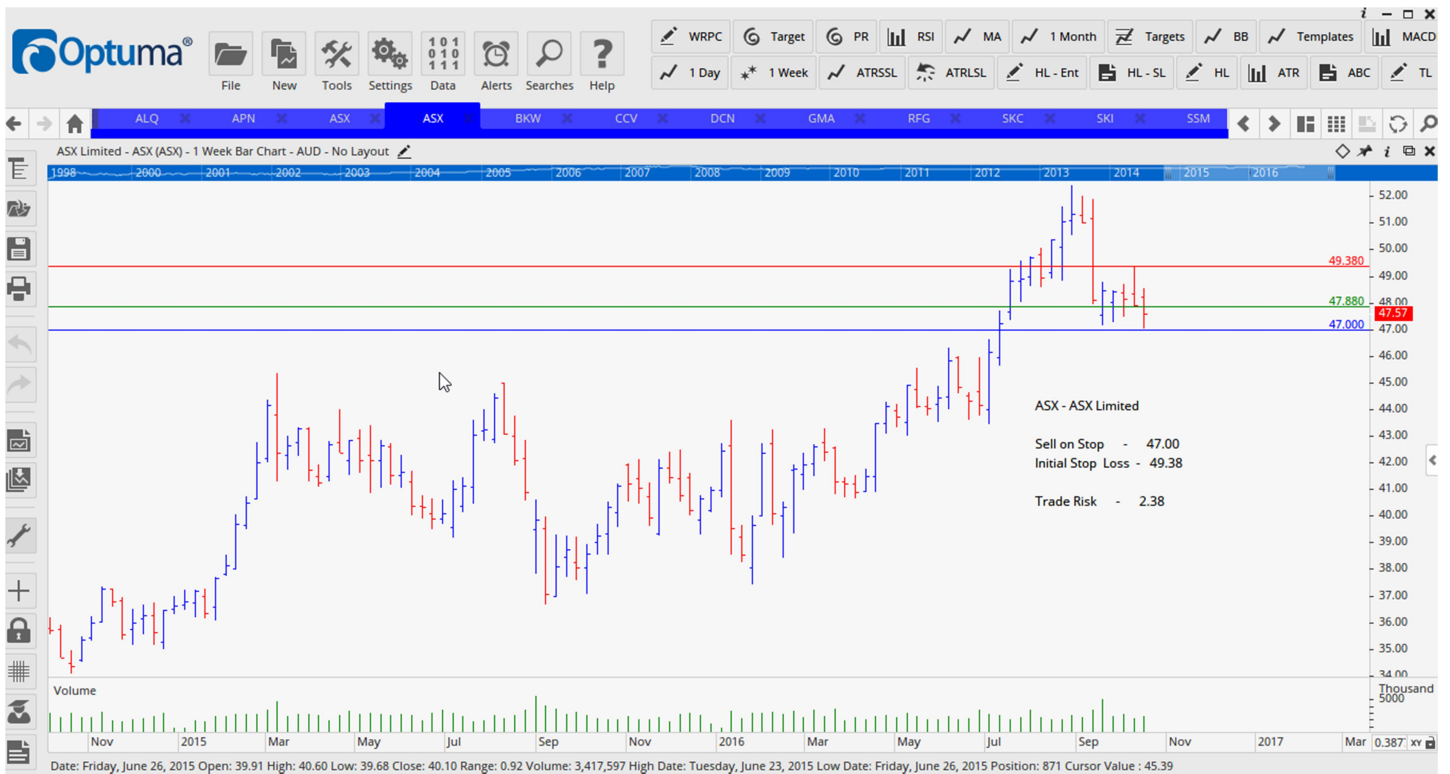 i
Optuma®
File New Tools Settings Data Alerts Searches Help
WRPC Target PR RSI MA 1 Month Targets BB Templates MACD
1 Day 1 Week ATRSSL ATRLSL HL - Ent HL - SL HL ATR ABC TL
ALQ APN ASX ASX BKW CCV DCN GMA RFG SKC SKI SSM
ASX Limited - ASX (ASX) - 1 Week Bar Chart - AUD - No Layout
1998 2000 2001 2002 2003 2004 2005 2006 2007 2008 2009 2010 2011 2012 2013 2014 2015 2016
52.00
51.00
50.00
49.380
49.00
48.00
47.880
47.57
47.000
47.00
46.00
45.00
44.00
43.00
42.00
41.00
40.00
39.00
38.00
37.00
36.00
35.00
34.00
ASX - ASX Limited
Sell on Stop - 47.00
Initial Stop Loss - 49.38
Trade Risk - 2.38
Volume
Thousand
5000
Nov 2015 Mar May Jul Sep Nov 2016 Mar May Jul Sep Nov 2017 Mar 0.387 XY
Date: Friday, June 26, 2015 Open: 39.91 High: 40.60 Low: 39.68 Close: 40.10 Range: 0.92 Volume: 3,417,597 High Date: Tuesday, June 23, 2015 Low Date: Friday, June 26, 2015 Position: 871 Cursor Value : 45.39